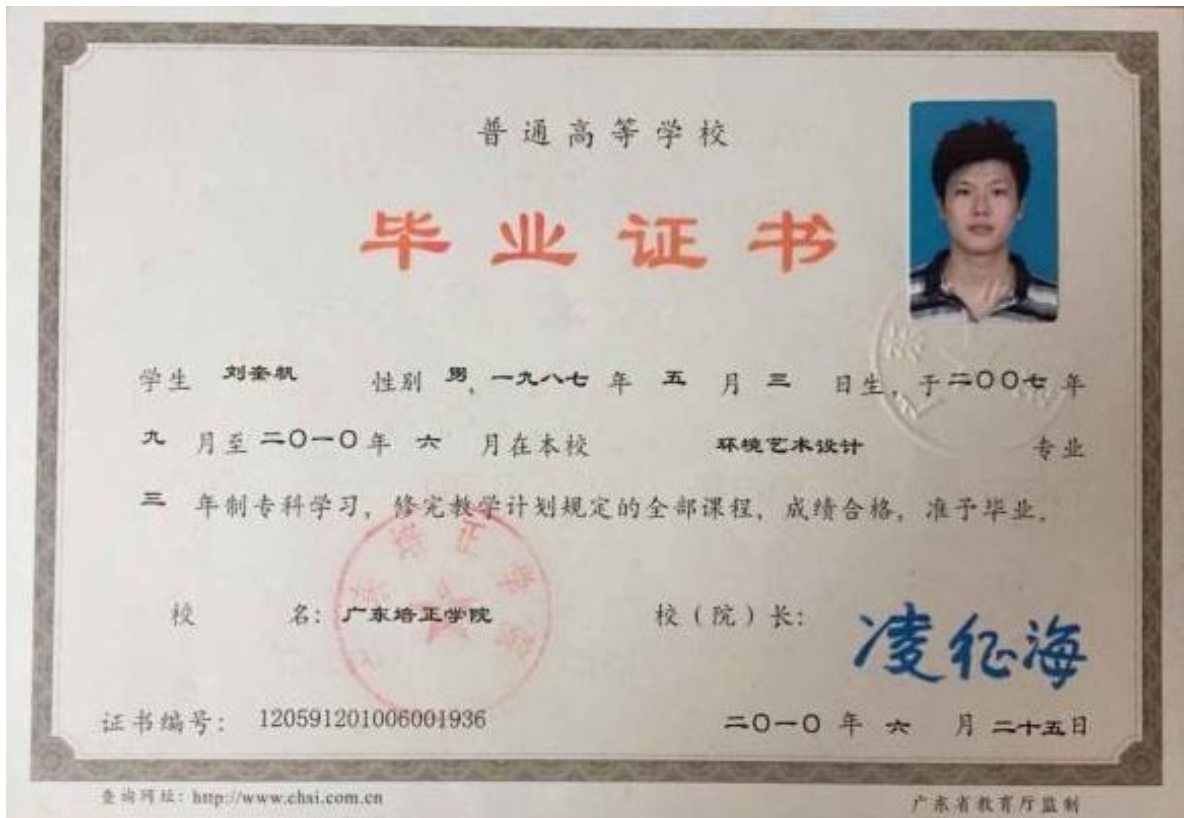 普通高等学校
毕业证书
学生 刘奎帆 性别 男，一九八七 年 五 月 三 日生，于二〇〇七 年
九 月至 二〇一〇 年 六 月在本校 环境艺术设计 专业
三 年制专科学习，修完教学计划规定的全部课程，成绩合格，准予毕业。
校 名：广东培正学院 校（院）长：凌征海
证书编号：120591201006001936 二〇一〇 年 六 月 二十五日
查询网址：http://www.chsi.com.cn 广东省教育厅监制